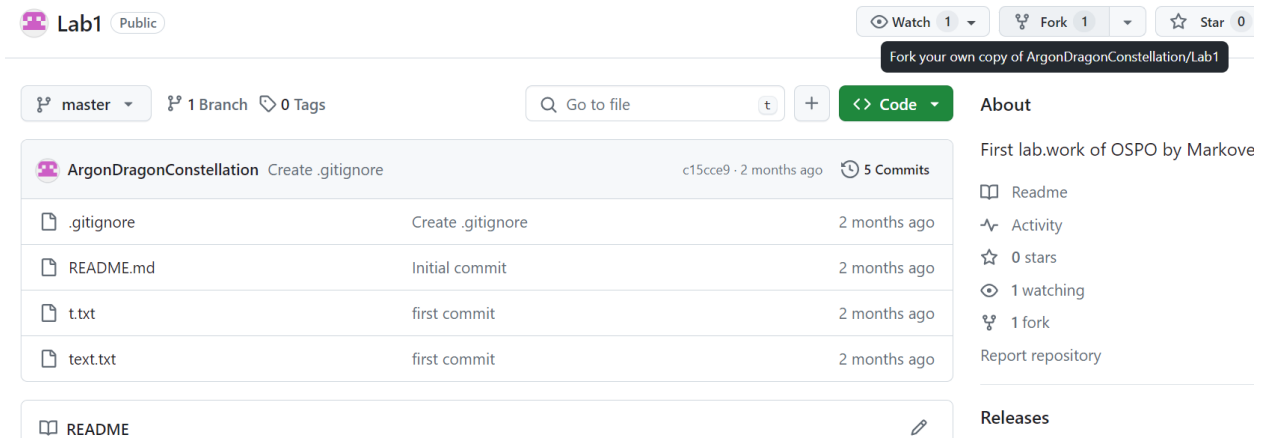 Lab1 Public
Watch 1 Fork 1 Star 0
Fork your own copy of ArgonDragonConstellation/Lab1
master 1 Branch 0 Tags Go to file t + <> Code
ArgonDragonConstellation Create .gitignore c15cce9 · 2 months ago 5 Commits
.gitignore Create .gitignore 2 months ago
README.md Initial commit 2 months ago
t.txt first commit 2 months ago
text.txt first commit 2 months ago
README
About
First lab.work of OSPO by Markove
Readme
Activity
0 stars
1 watching
1 fork
Report repository
Releases